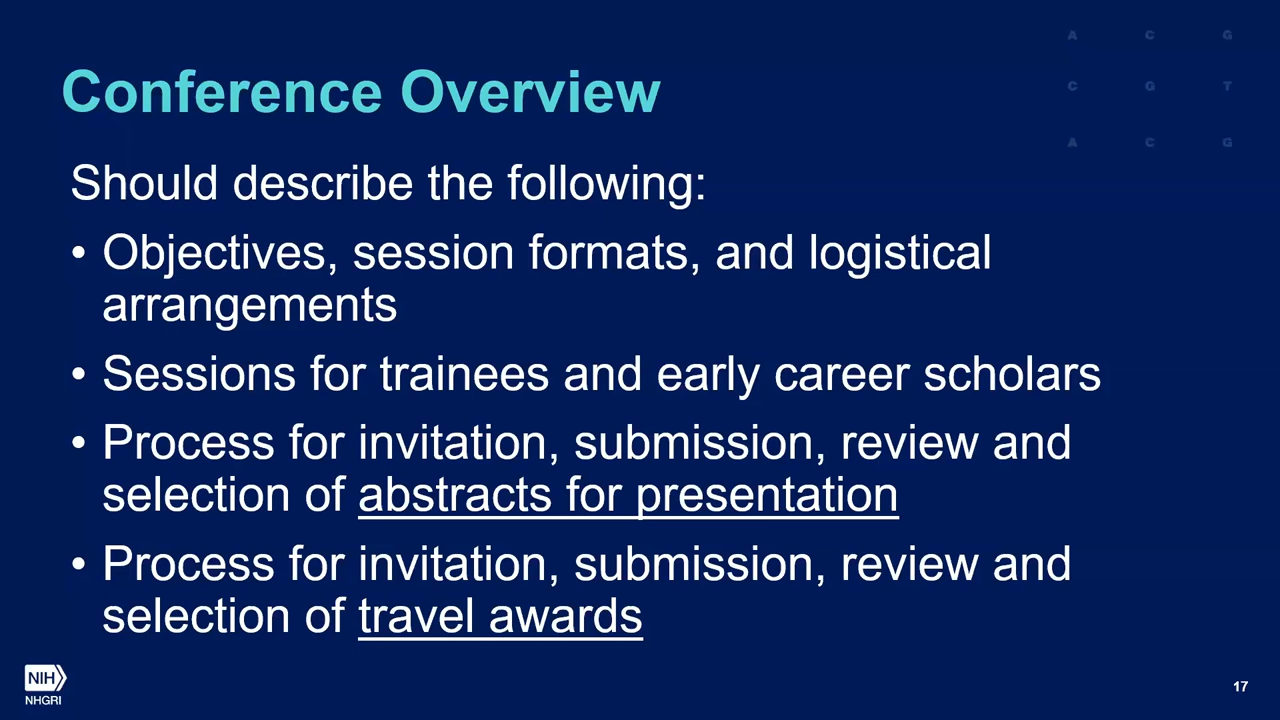 A C G
C G T
A C G
Conference Overview
Should describe the following:
• Objectives, session formats, and logistical
arrangements
• Sessions for trainees and early career scholars
• Process for invitation, submission, review and
selection of abstracts for presentation
• Process for invitation, submission, review and
selection of travel awards
NIH
NHGRI
17